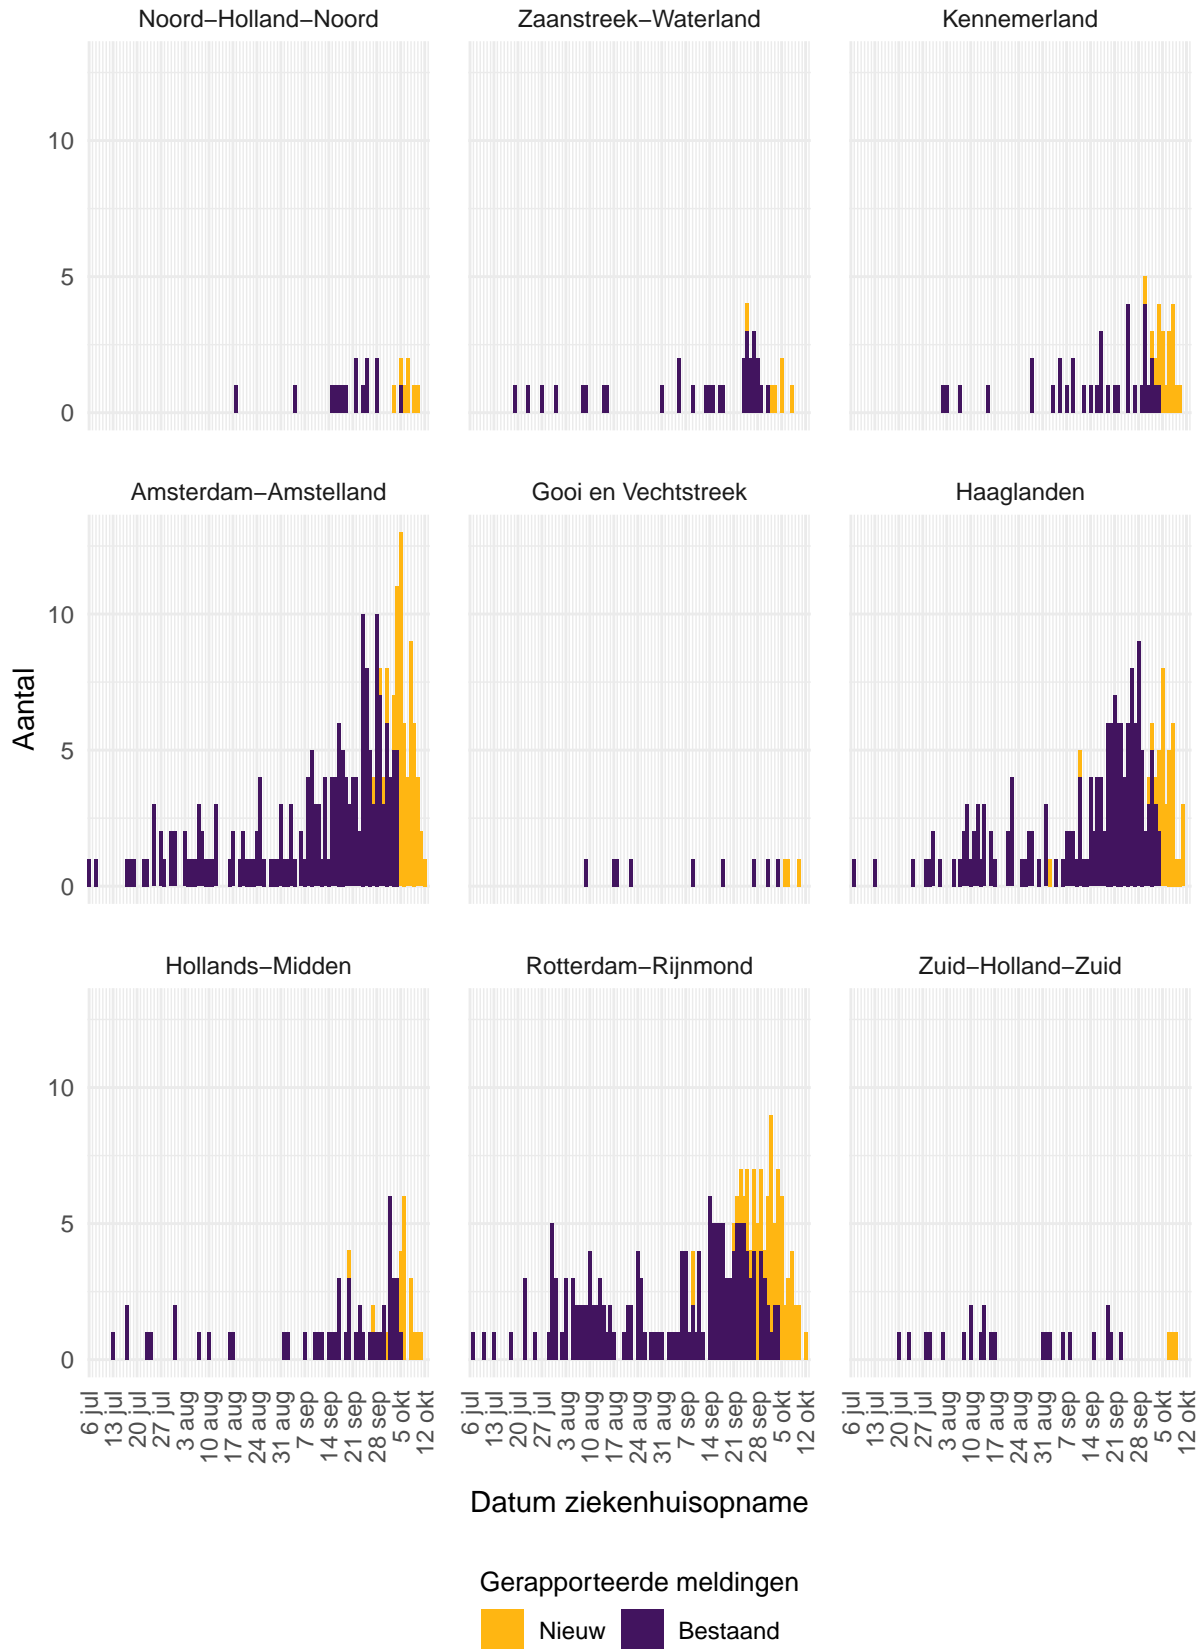 Noord−Holland−Noord
Zaanstreek−Waterland
Kennemerland
10
5
0
Amsterdam−Amstelland
Gooi en Vechtstreek
Haaglanden
10
5
0
Aantal
Hollands−Midden
Rotterdam−Rijnmond
Zuid−Holland−Zuid
10
5
0
6 jul
13 jul
20 jul
27 jul
3 aug
10 aug
17 aug
24 aug
31 aug
7 sep
14 sep
21 sep
28 sep
5 okt
12 okt
6 jul
13 jul
20 jul
27 jul
3 aug
10 aug
17 aug
24 aug
31 aug
7 sep
14 sep
21 sep
28 sep
5 okt
12 okt
6 jul
13 jul
20 jul
27 jul
3 aug
10 aug
17 aug
24 aug
31 aug
7 sep
14 sep
21 sep
28 sep
5 okt
12 okt
Datum ziekenhuisopname
Gerapporteerde meldingen
Nieuw
Bestaand